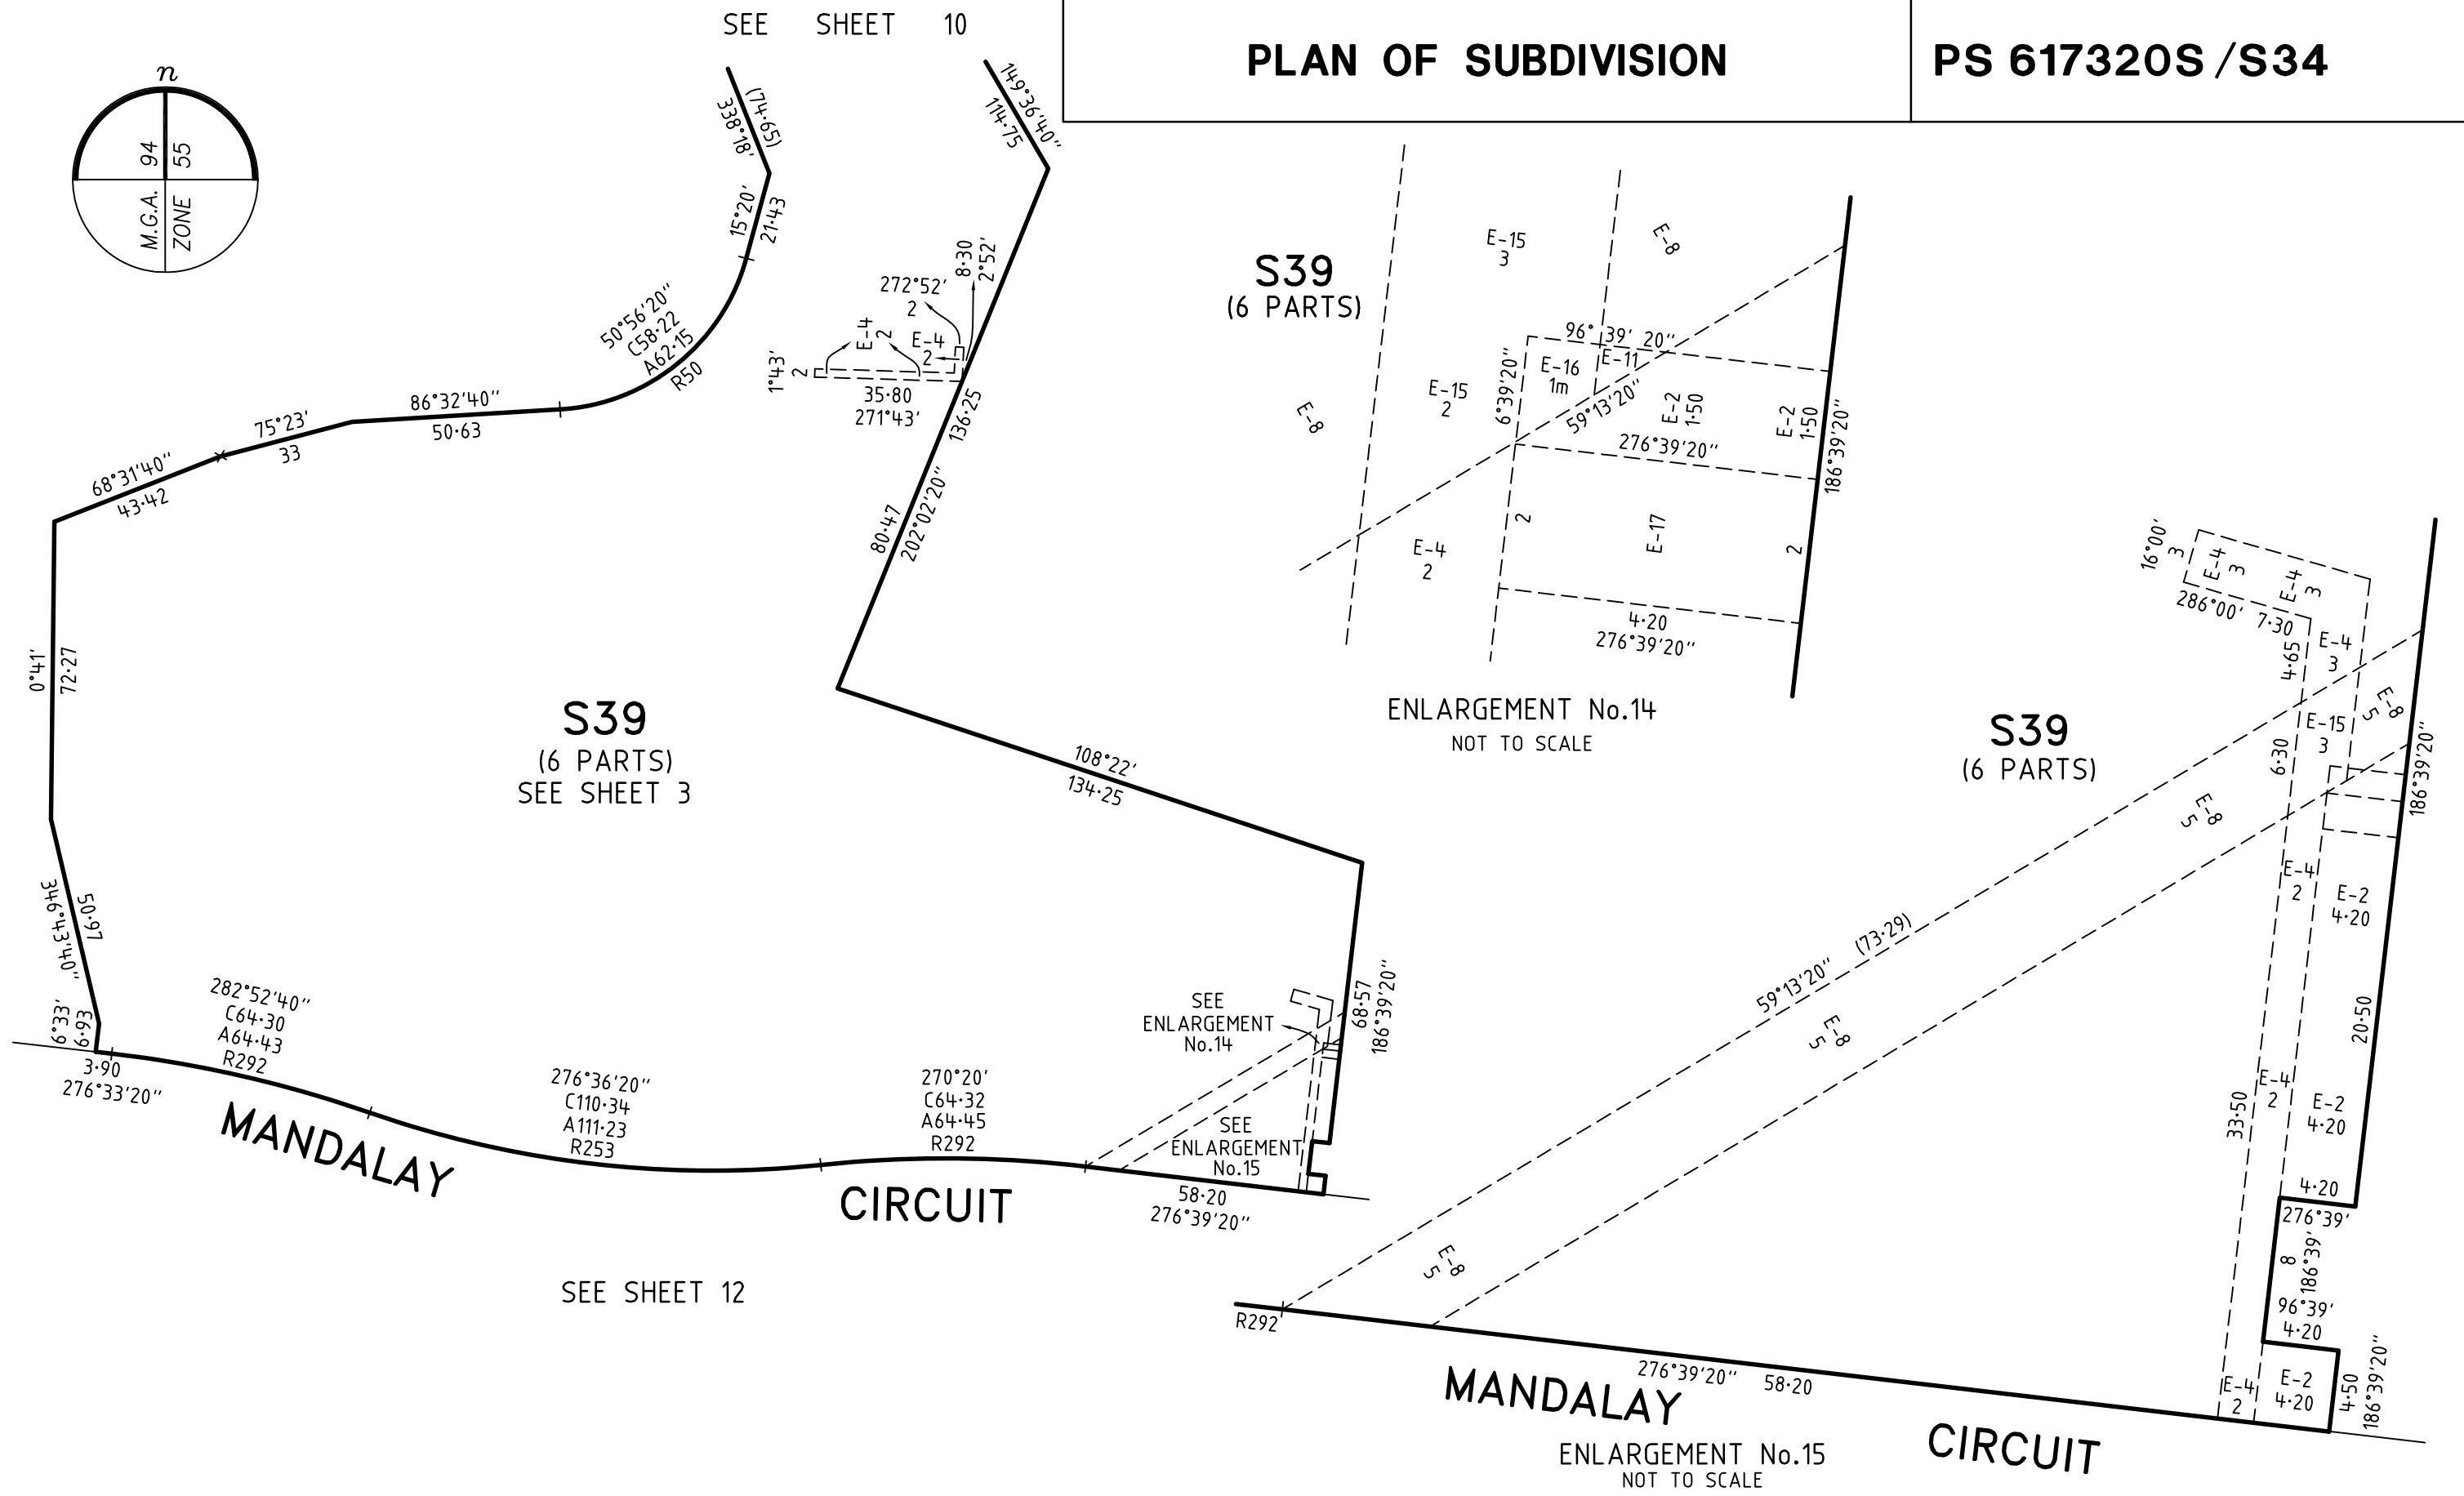 SEE SHEET 10
PLAN OF SUBDIVISION
PS 617320S /S34
n
M.G.A. 94
ZONE 55
(74·65)
338°18'
149°36'40"
114·75
15°20'
21·43
50°56'20"
C58·22
A62·15
R50
272°52'
2
8·30
2°52'
E-4
2
E-4
2
1°43'
2
35·80
271°43'
136·25
80·47
202°02'20"
86°32'40"
50·63
75°23'
33
68°31'40"
43·42
0°41'
72·27
346°43'40"
50·97
6°33'
6·93
3·90
276°33'20"
S39
(6 PARTS)
SEE SHEET 3
108°22'
134·25
68·57
186°39'20"
282°52'40"
C64·30
A64·43
R292
276°36'20"
C110·34
A111·23
R253
270°20'
C64·32
A64·45
R292
SEE
ENLARGEMENT
No.14
SEE
ENLARGEMENT
No.15
58·20
276°39'20"
MANDALAY
CIRCUIT
SEE SHEET 12
S39
(6 PARTS)
E-15
3
E-8
96° 39' 20"
E-16
1m
E-11
6°39'20"
E-15
2
E-8
59°13'20"
E-2
1·50
E-2
1·50
186°39'20"
276°39'20"
E-4
2
2
E-17
2
4·20
276°39'20"
ENLARGEMENT No.14
NOT TO SCALE
S39
(6 PARTS)
16°00'
3
E-4
3
E-4
3
286°00'
7·30
4·65
E-4
3
E-8
5
E-15
3
6·30
186°39'20"
E-8
5
E-4
2
E-2
4·20
59°13'20"
(73·29)
E-8
5
20·50
E-4
2
E-2
4·20
33·50
4·20
276°39'
8
186°39'
96°39'
4·20
E-8
5
R292
276°39'20"
58·20
E-4
2
E-2
4·20
4·50
186°39'20"
MANDALAY
CIRCUIT
ENLARGEMENT No.15
NOT TO SCALE